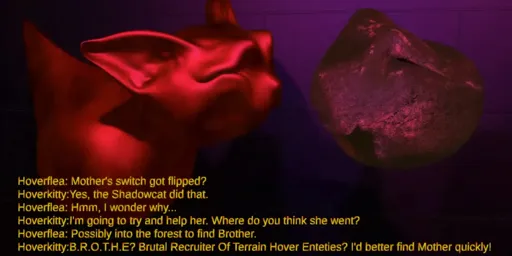 Hoverflea: Mother's switch got flipped?
Hoverkitty:Yes, the Shadowcat did that.
Hoverflea: Hmm, I wonder why...
Hoverkitty:I'm going to try and help her. Where do you think she went?
Hoverflea: Possibly into the forest to find Brother.
Hoverkitty:B.R.O.T.H.E? Brutal Recruiter Of Terrain Hover Enteties? I'd better find Mother quickly!